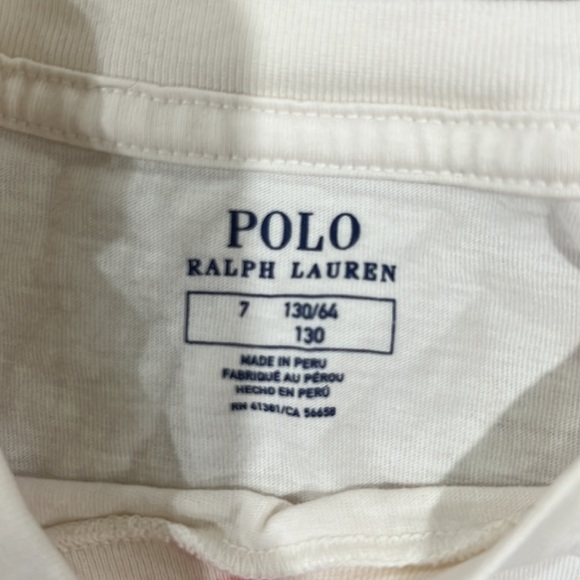 POLO
RALPH LAUREN
7 130/64
130
MADE IN PERU
FABRIQUÉ AU PÉROU
HECHO EN PERÚ
RN 41381/CA 56658